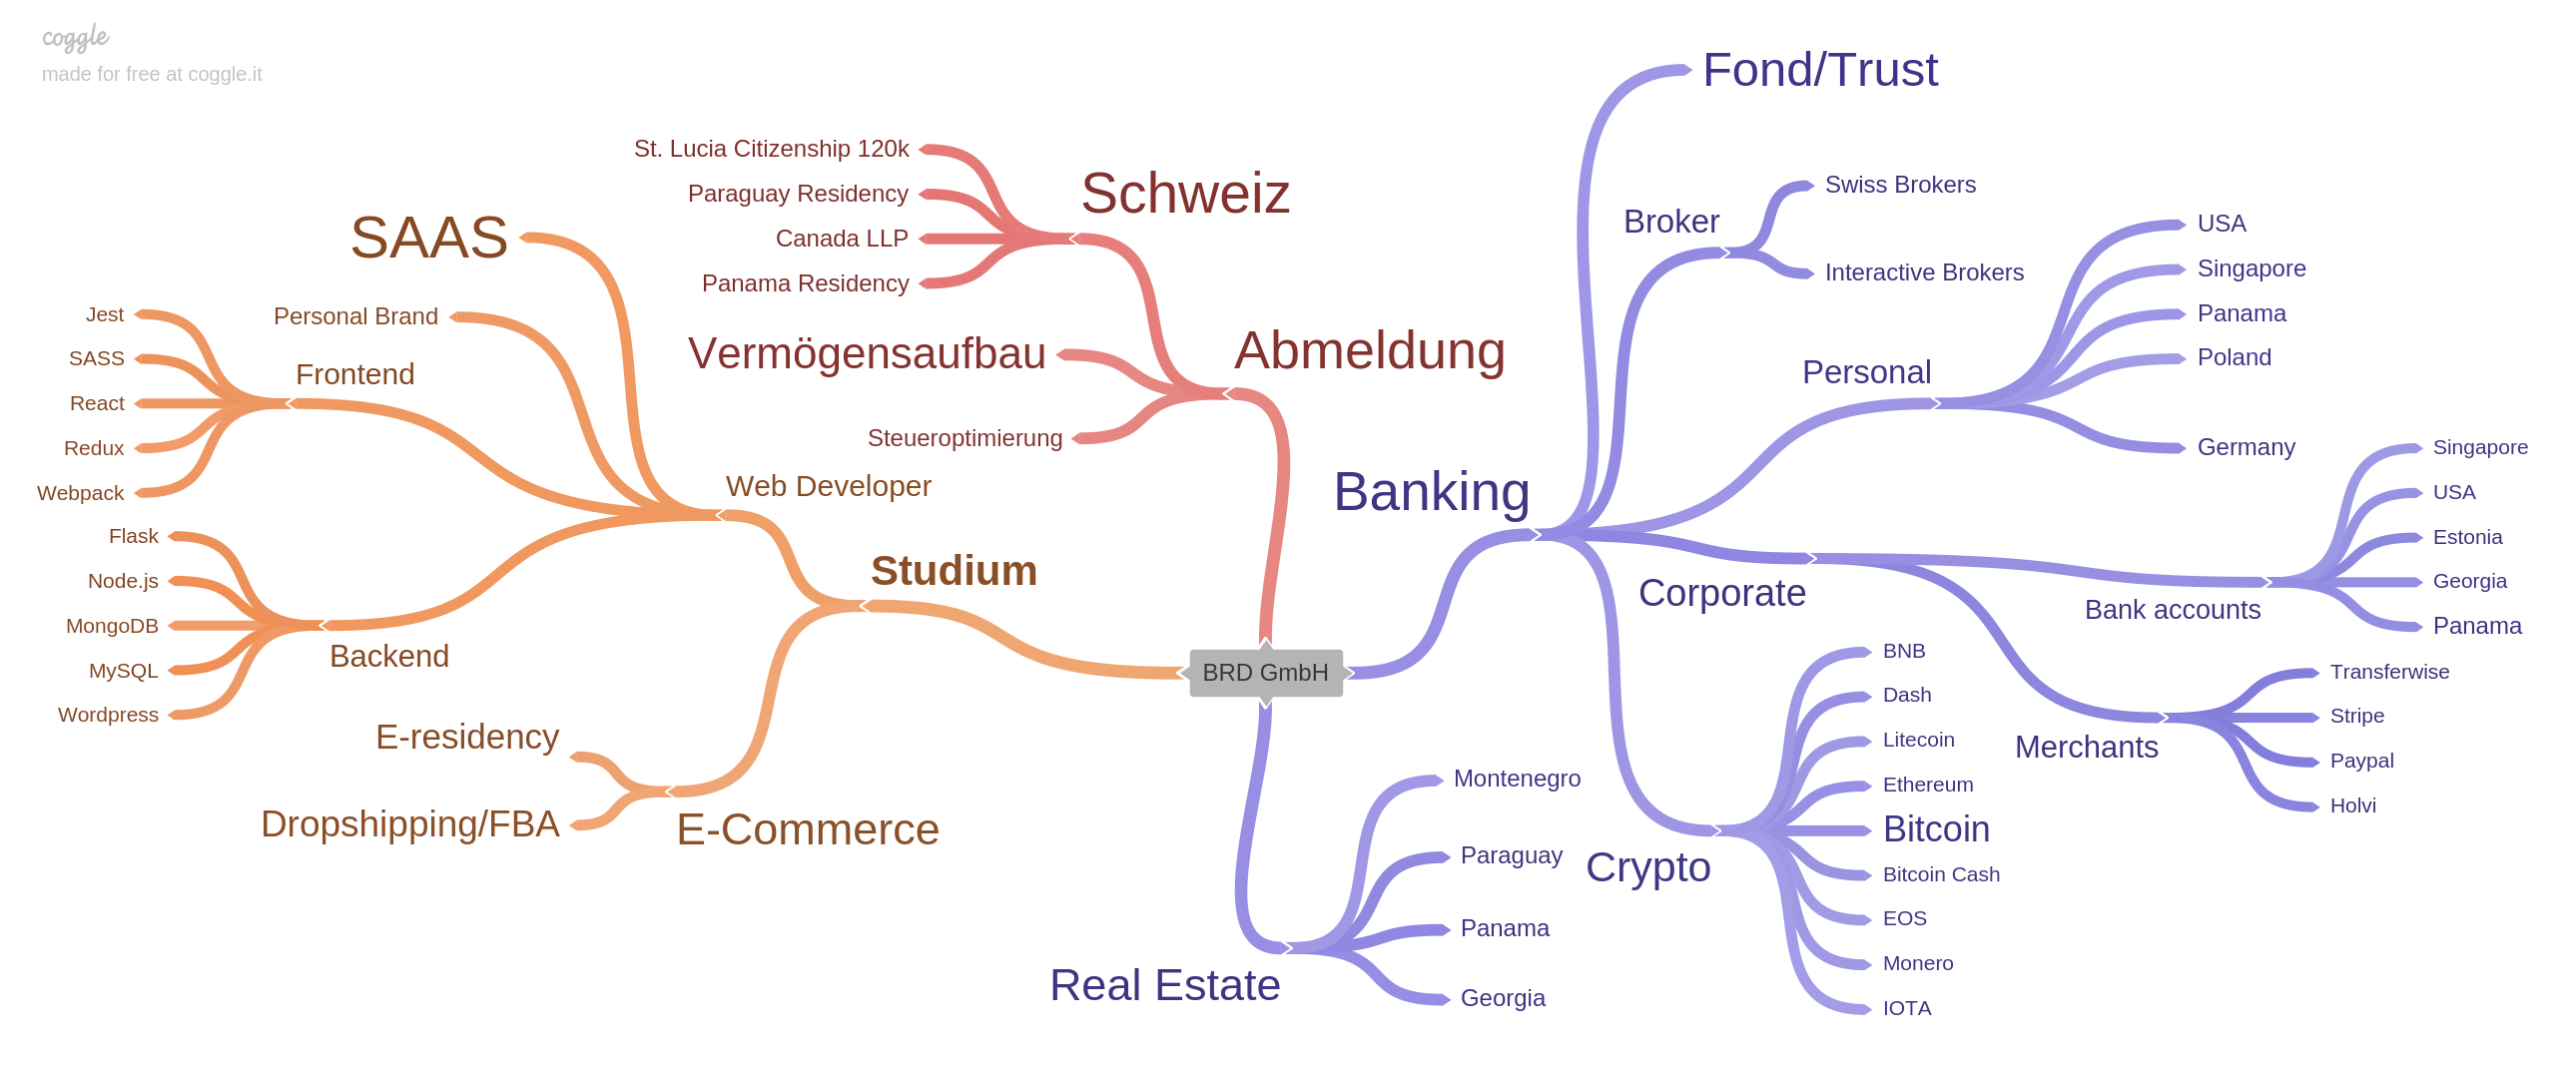 coggle
made for free at coggle.it
BRD GmbH
Studium
Web Developer
SAAS
Personal Brand
Frontend
Jest
SASS
React
Redux
Webpack
Backend
Flask
Node.js
MongoDB
MySQL
Wordpress
E-Commerce
E-residency
Dropshipping/FBA
Abmeldung
Schweiz
St. Lucia Citizenship 120k
Paraguay Residency
Canada LLP
Panama Residency
Vermögensaufbau
Steueroptimierung
Banking
Fond/Trust
Broker
Swiss Brokers
Interactive Brokers
Personal
USA
Singapore
Panama
Poland
Germany
Corporate
Bank accounts
Singapore
USA
Estonia
Georgia
Panama
Merchants
Transferwise
Stripe
Paypal
Holvi
Crypto
BNB
Dash
Litecoin
Ethereum
Bitcoin
Bitcoin Cash
EOS
Monero
IOTA
Real Estate
Montenegro
Paraguay
Panama
Georgia